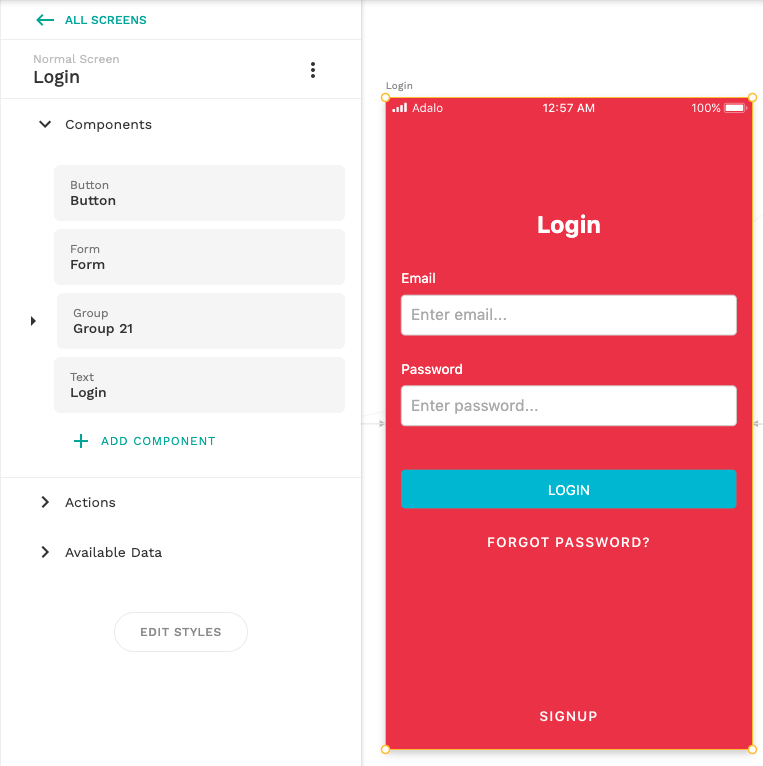 ALL SCREENS
Normal Screen
Login
Components
Button
Button
Form
Form
Group
Group 21
Text
Login
ADD COMPONENT
Actions
Available Data
EDIT STYLES
Login
Adalo 12:57 AM 100%
Login
Email
Enter email...
Password
Enter password...
LOGIN
FORGOT PASSWORD?
SIGNUP